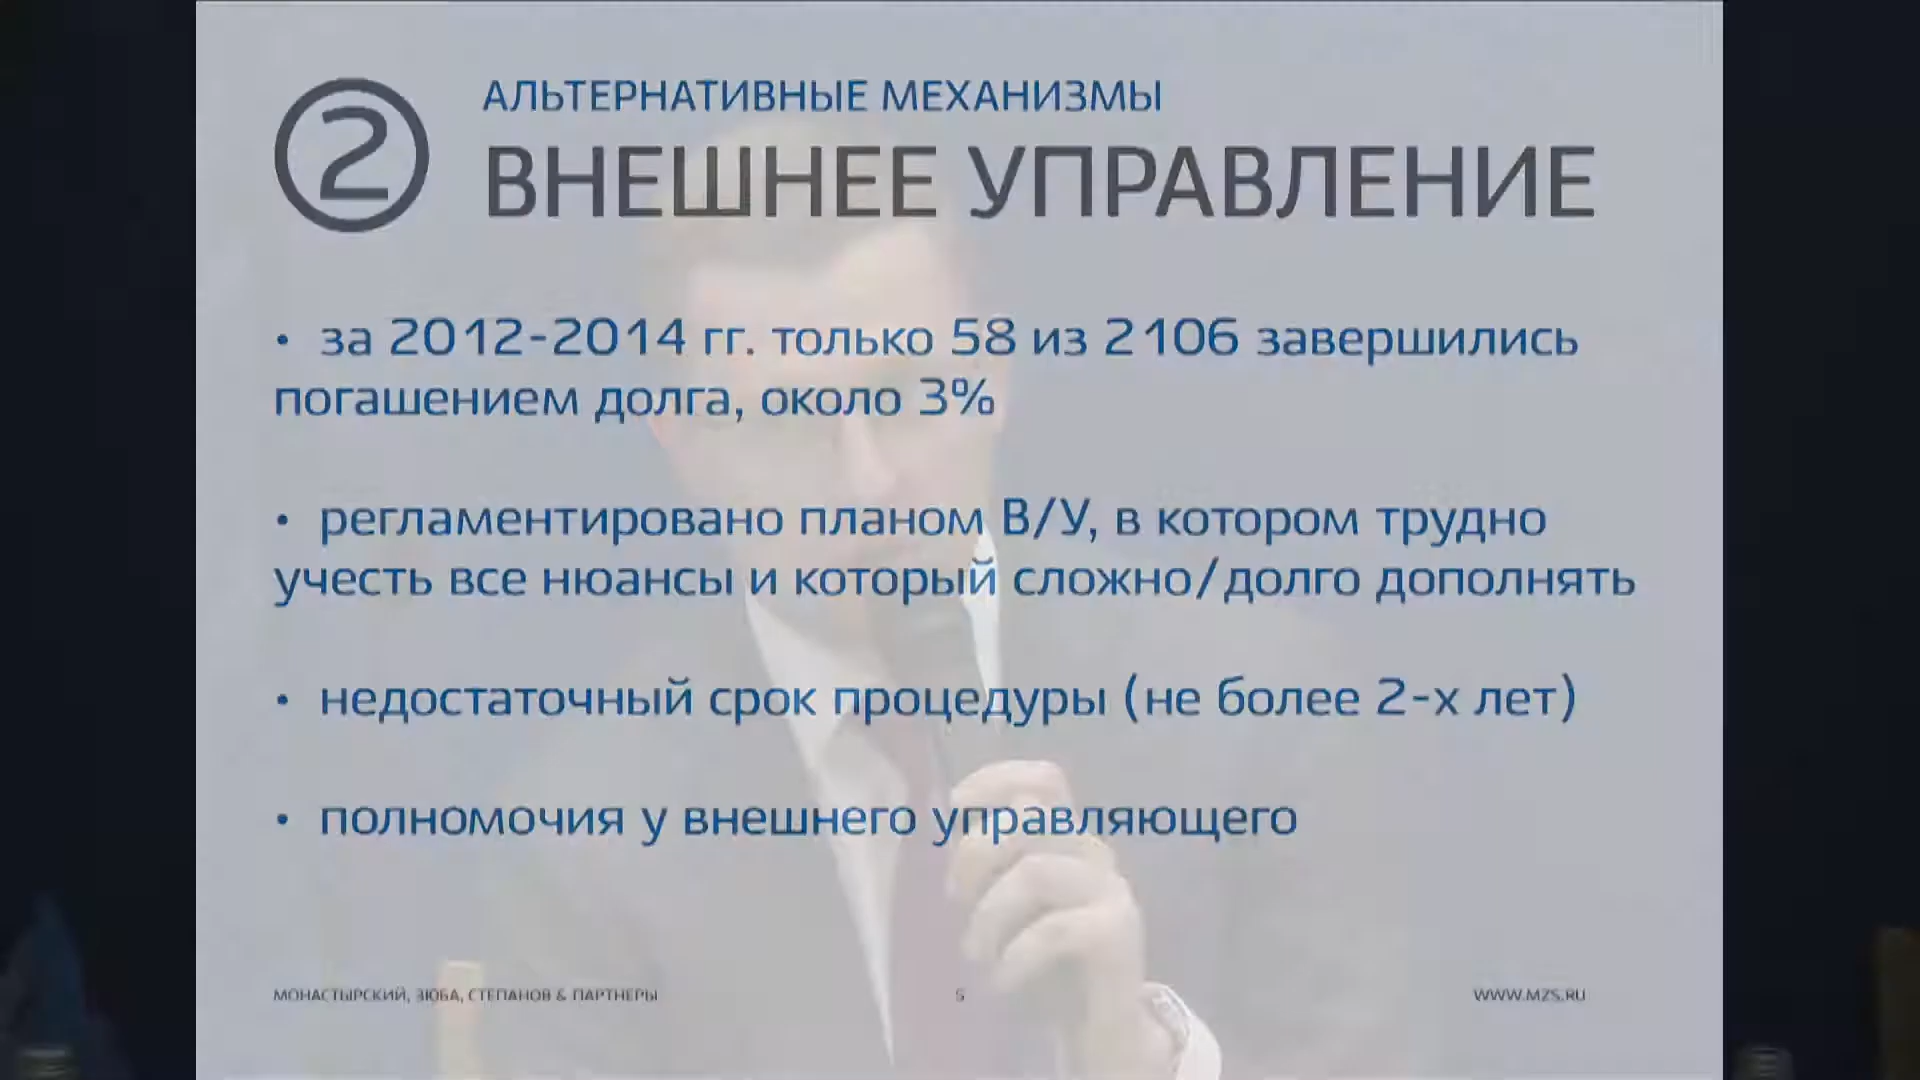 2
АЛЬТЕРНАТИВНЫЕ МЕХАНИЗМЫ
ВНЕШНЕЕ УПРАВЛЕНИЕ
• за 2012-2014 гг. только 58 из 2106 завершились
погашением долга, около 3%
• регламентировано планом В/У, в котором трудно
учесть все нюансы и который сложно/долго дополнять
• недостаточный срок процедуры (не более 2-х лет)
• полномочия у внешнего управляющего
МОНАСТЫРСКИЙ, ЗЮБА, СТЕПАНОВ & ПАРТНЕРЫ
5
WWW.MZS.RU